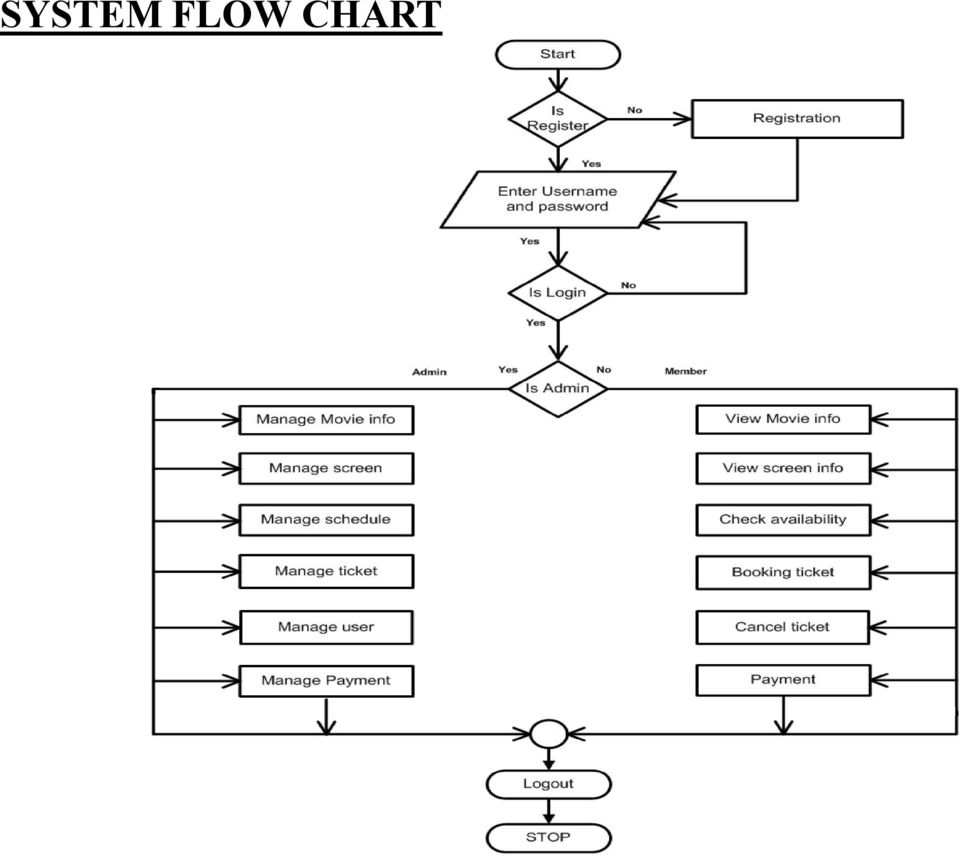 SYSTEM FLOW CHART
Start
Is
Register
No
Registration
Yes
Enter Username
and password
Yes
Is Login
No
Yes
Admin
Yes
Is Admin
No
Member
Manage Movie info
View Movie info
Manage screen
View screen info
Manage schedule
Check availability
Manage ticket
Booking ticket
Manage user
Cancel ticket
Manage Payment
Payment
Logout
STOP